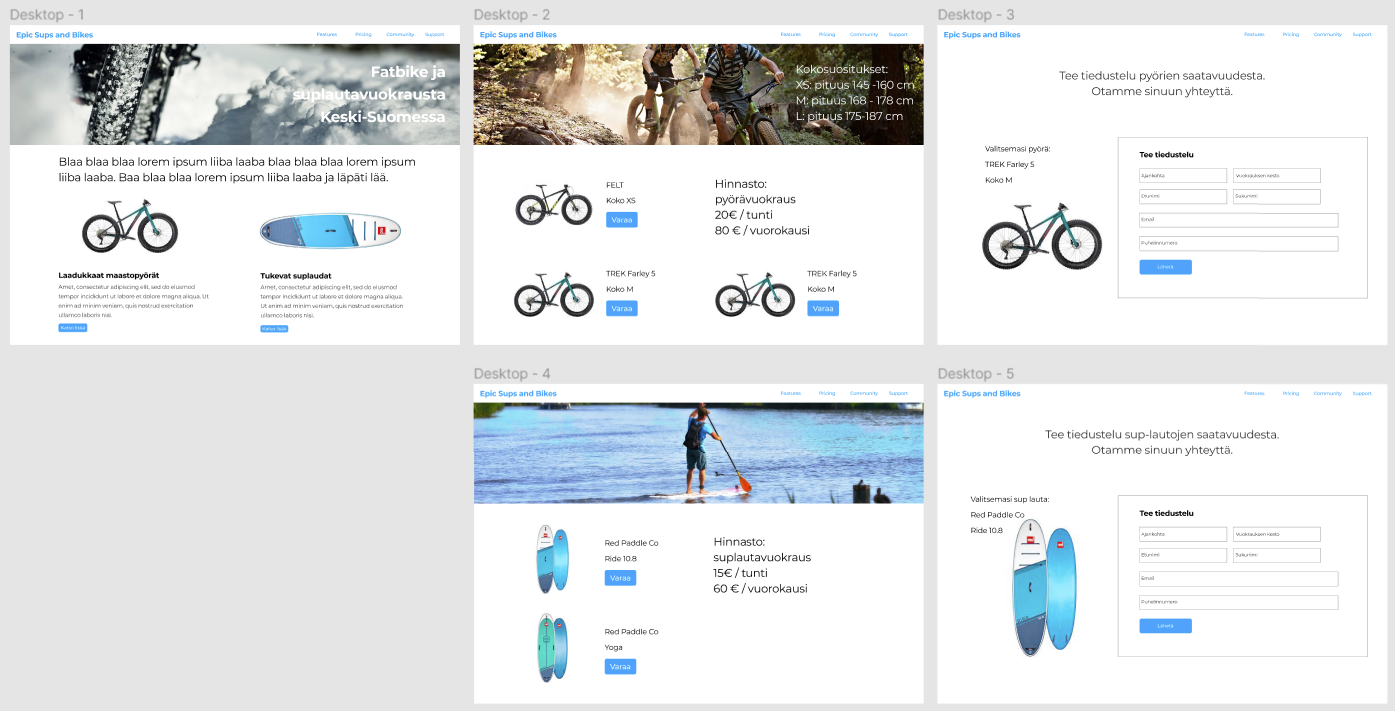 Desktop - 1
Epic Sups and Bikes
Features Pricing Community Support
Fatbike ja
suplautavuokrausta
Keski-Suomessa
Blaa blaa blaa lorem ipsum liiba laaba blaa blaa blaa lorem ipsum
liiba laaba. Baa blaa blaa lorem ipsum liiba laaba ja läpäti lää.
Laadukkaat maastopyörät
Amet, consectetur adipiscing elit, sed do eiusmod
tempor incididunt ut labore et dolore magna aliqua. Ut
enim ad minim veniam, quis nostrud exercitation
ullamco laboris nisi.
Katso lisää
Tukevat suplaudat
Amet, consectetur adipiscing elit, sed do eiusmod
tempor incididunt ut labore et dolore magna aliqua.
Ut enim ad minim veniam, quis nostrud exercitation
ullamco laboris nisi.
Katso lisää
Desktop - 2
Epic Sups and Bikes
Features Pricing Community Support
Kokosuositukset:
XS: pituus 145 -160 cm
M: pituus 168 - 178 cm
L: pituus 175-187 cm
FELT
Koko XS
Varaa
Hinnasto:
pyörävuokraus
20€ / tunti
80 € / vuorokausi
TREK Farley 5
Koko M
Varaa
TREK Farley 5
Koko M
Varaa
Desktop - 3
Epic Sups and Bikes
Features Pricing Community Support
Tee tiedustelu pyörien saatavuudesta.
Otamme sinuun yhteyttä.
Valitsemasi pyörä:
TREK Farley 5
Koko M
Tee tiedustelu
Ajankohta Vuokrauksen kesto
Etunimi Sukunimi
Email
Puhelinnumero
Lähetä
Desktop - 4
Epic Sups and Bikes
Features Pricing Community Support
Red Paddle Co
Ride 10.8
Varaa
Hinnasto:
suplautavuokraus
15€ / tunti
60 € / vuorokausi
Red Paddle Co
Yoga
Varaa
Desktop - 5
Epic Sups and Bikes
Features Pricing Community Support
Tee tiedustelu sup-lautojen saatavuudesta.
Otamme sinuun yhteyttä.
Valitsemasi sup lauta:
Red Paddle Co
Ride 10.8
Tee tiedustelu
Ajankohta Vuokrauksen kesto
Etunimi Sukunimi
Email
Puhelinnumero
Lähetä